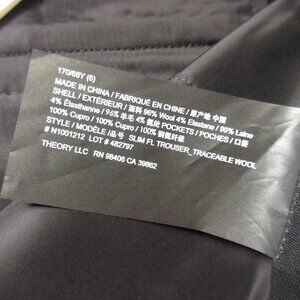 170/68Y (6)
MADE IN CHINA / FABRIQUÉ EN CHINE / 原产地 中国
SHELL / EXTÉRIEUR / 面料 96% Wool 4% Elastane / 96% Laine
4% Élasthanne / 96% 羊毛 4% 氨纶 POCKETS / POCHES / 口袋
100% Cupro / 100% Cupro / 100% 铜氨纤维
STYLE / MODÈLE /品号 SLIM FL TROUSER_TRACEABLE WOOL
# N1001212 LOT # 482797
THEORY LLC RN 98406 CA 39862